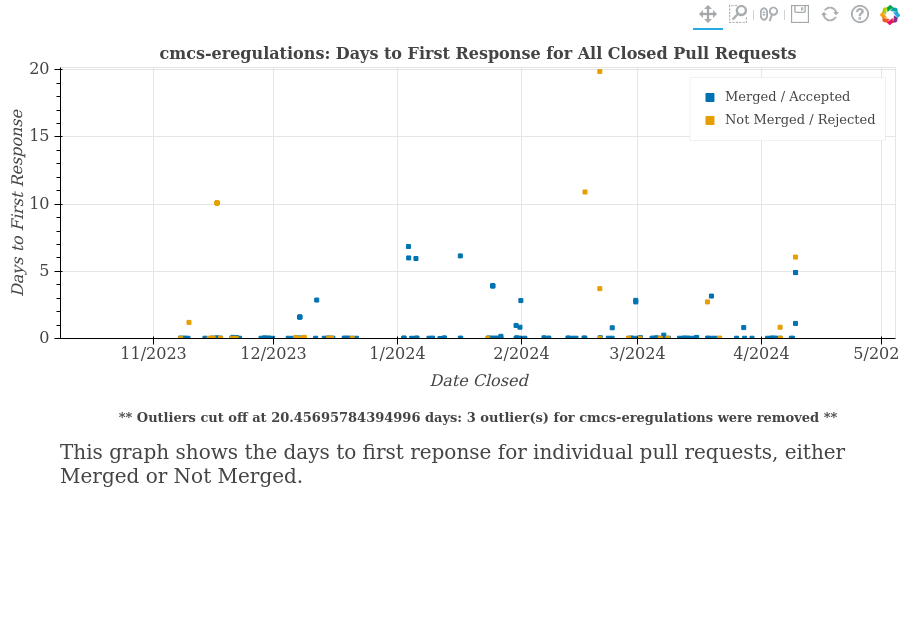 cmcs-eregulations: Days to First Response for All Closed Pull Requests
20
15
10
5
0
Days to First Response
Merged / Accepted
Not Merged / Rejected
11/2023
12/2023
1/2024
2/2024
3/2024
4/2024
5/202
Date Closed
** Outliers cut off at 20.45695784394996 days: 3 outlier(s) for cmcs-eregulations were removed **
This graph shows the days to first reponse for individual pull requests, either
Merged or Not Merged.